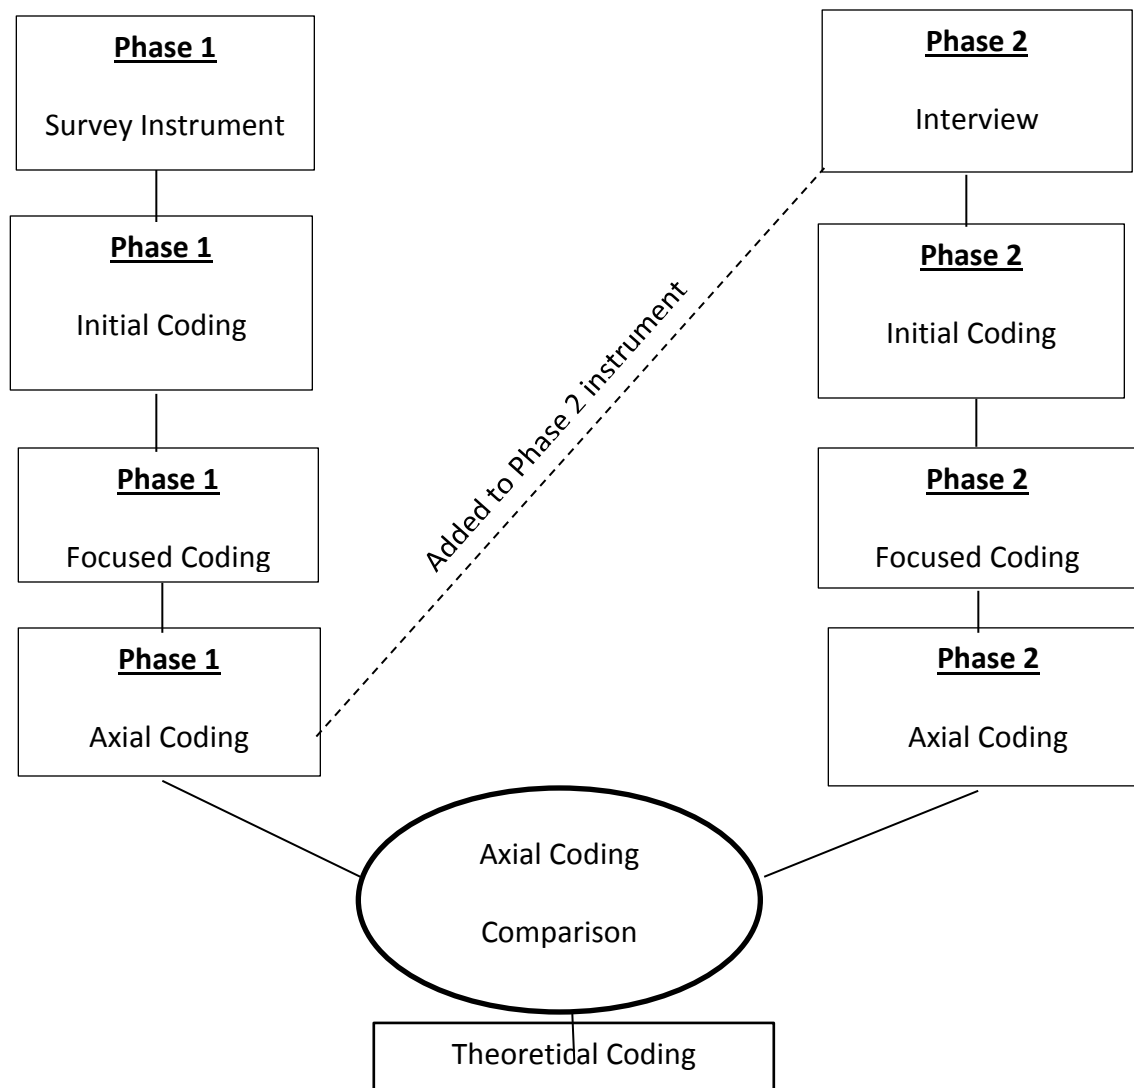 Phase 1
Survey Instrument
Phase 1
Initial Coding
Phase 1
Focused Coding
Phase 1
Axial Coding
Added to Phase 2 instrument
Phase 2
Interview
Phase 2
Initial Coding
Phase 2
Focused Coding
Phase 2
Axial Coding
Axial Coding
Comparison
Theoretical Coding